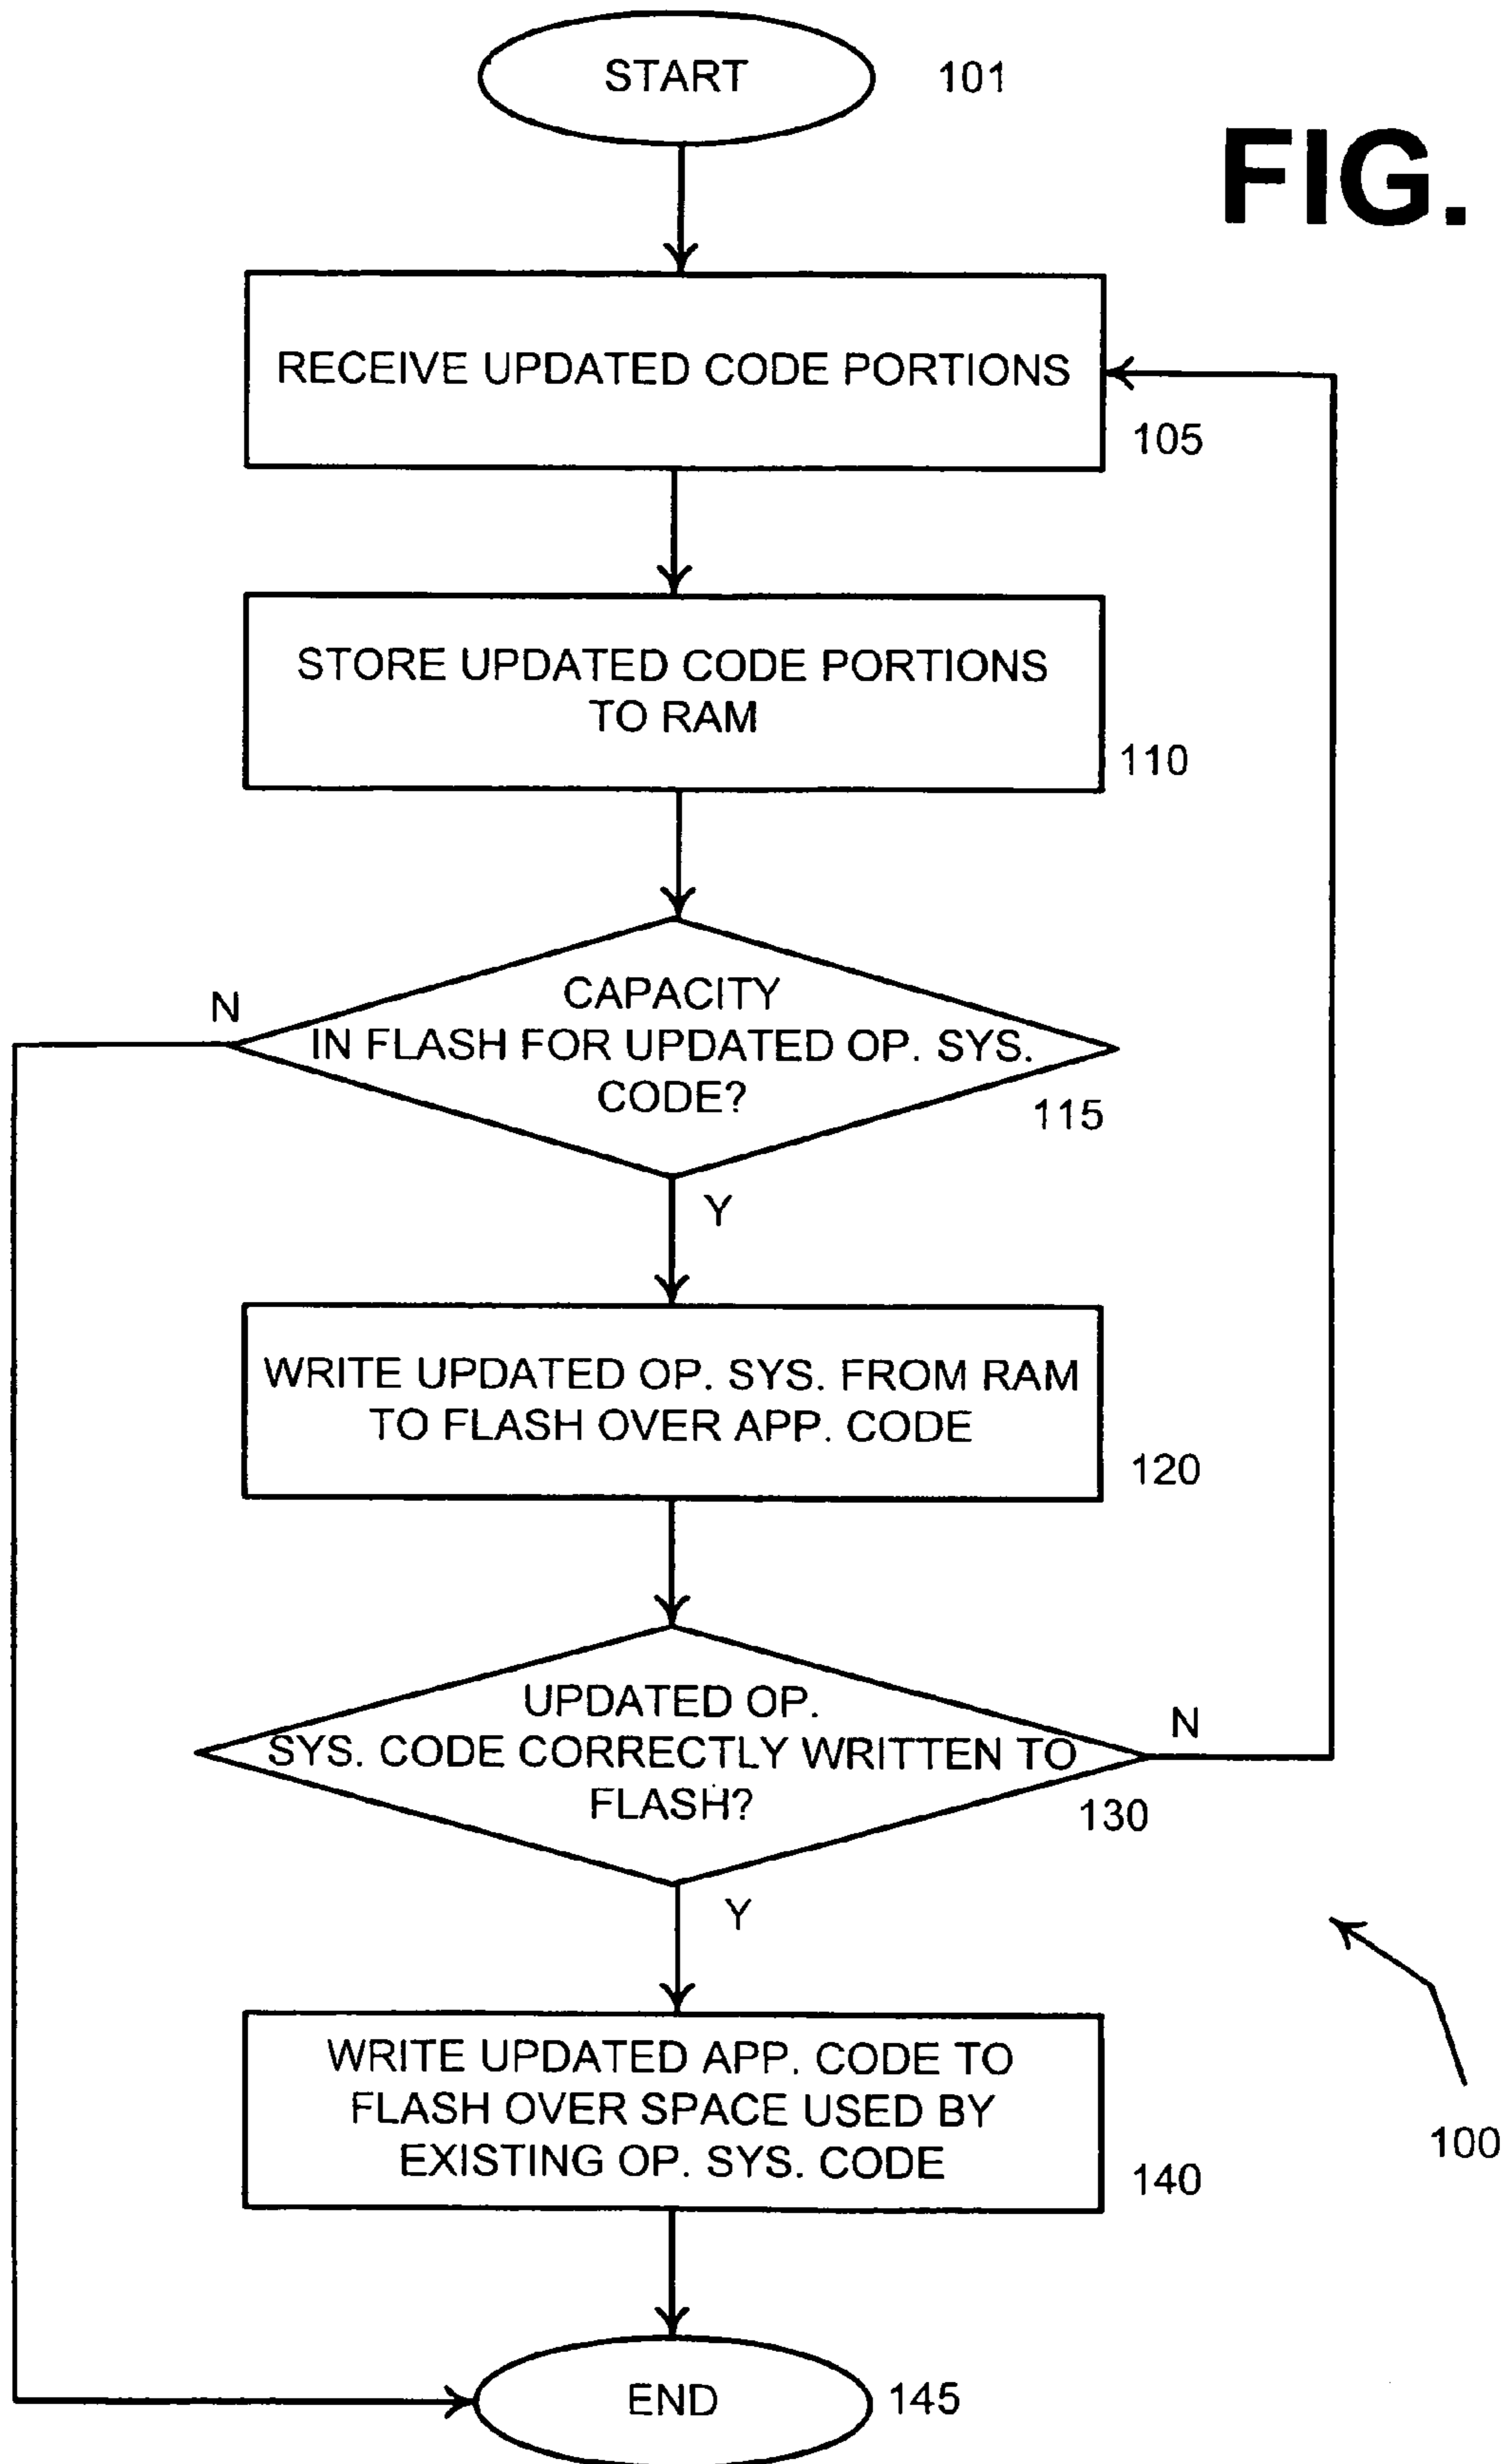 START
101
FIG.
RECEIVE UPDATED CODE PORTIONS
105
STORE UPDATED CODE PORTIONS
TO RAM
110
N
CAPACITY
IN FLASH FOR UPDATED OP. SYS.
CODE?
115
Y
WRITE UPDATED OP. SYS. FROM RAM
TO FLASH OVER APP. CODE
120
UPDATED OP.
SYS. CODE CORRECTLY WRITTEN TO
FLASH?
N
130
Y
WRITE UPDATED APP. CODE TO
FLASH OVER SPACE USED BY
EXISTING OP. SYS. CODE
140
100
END
145